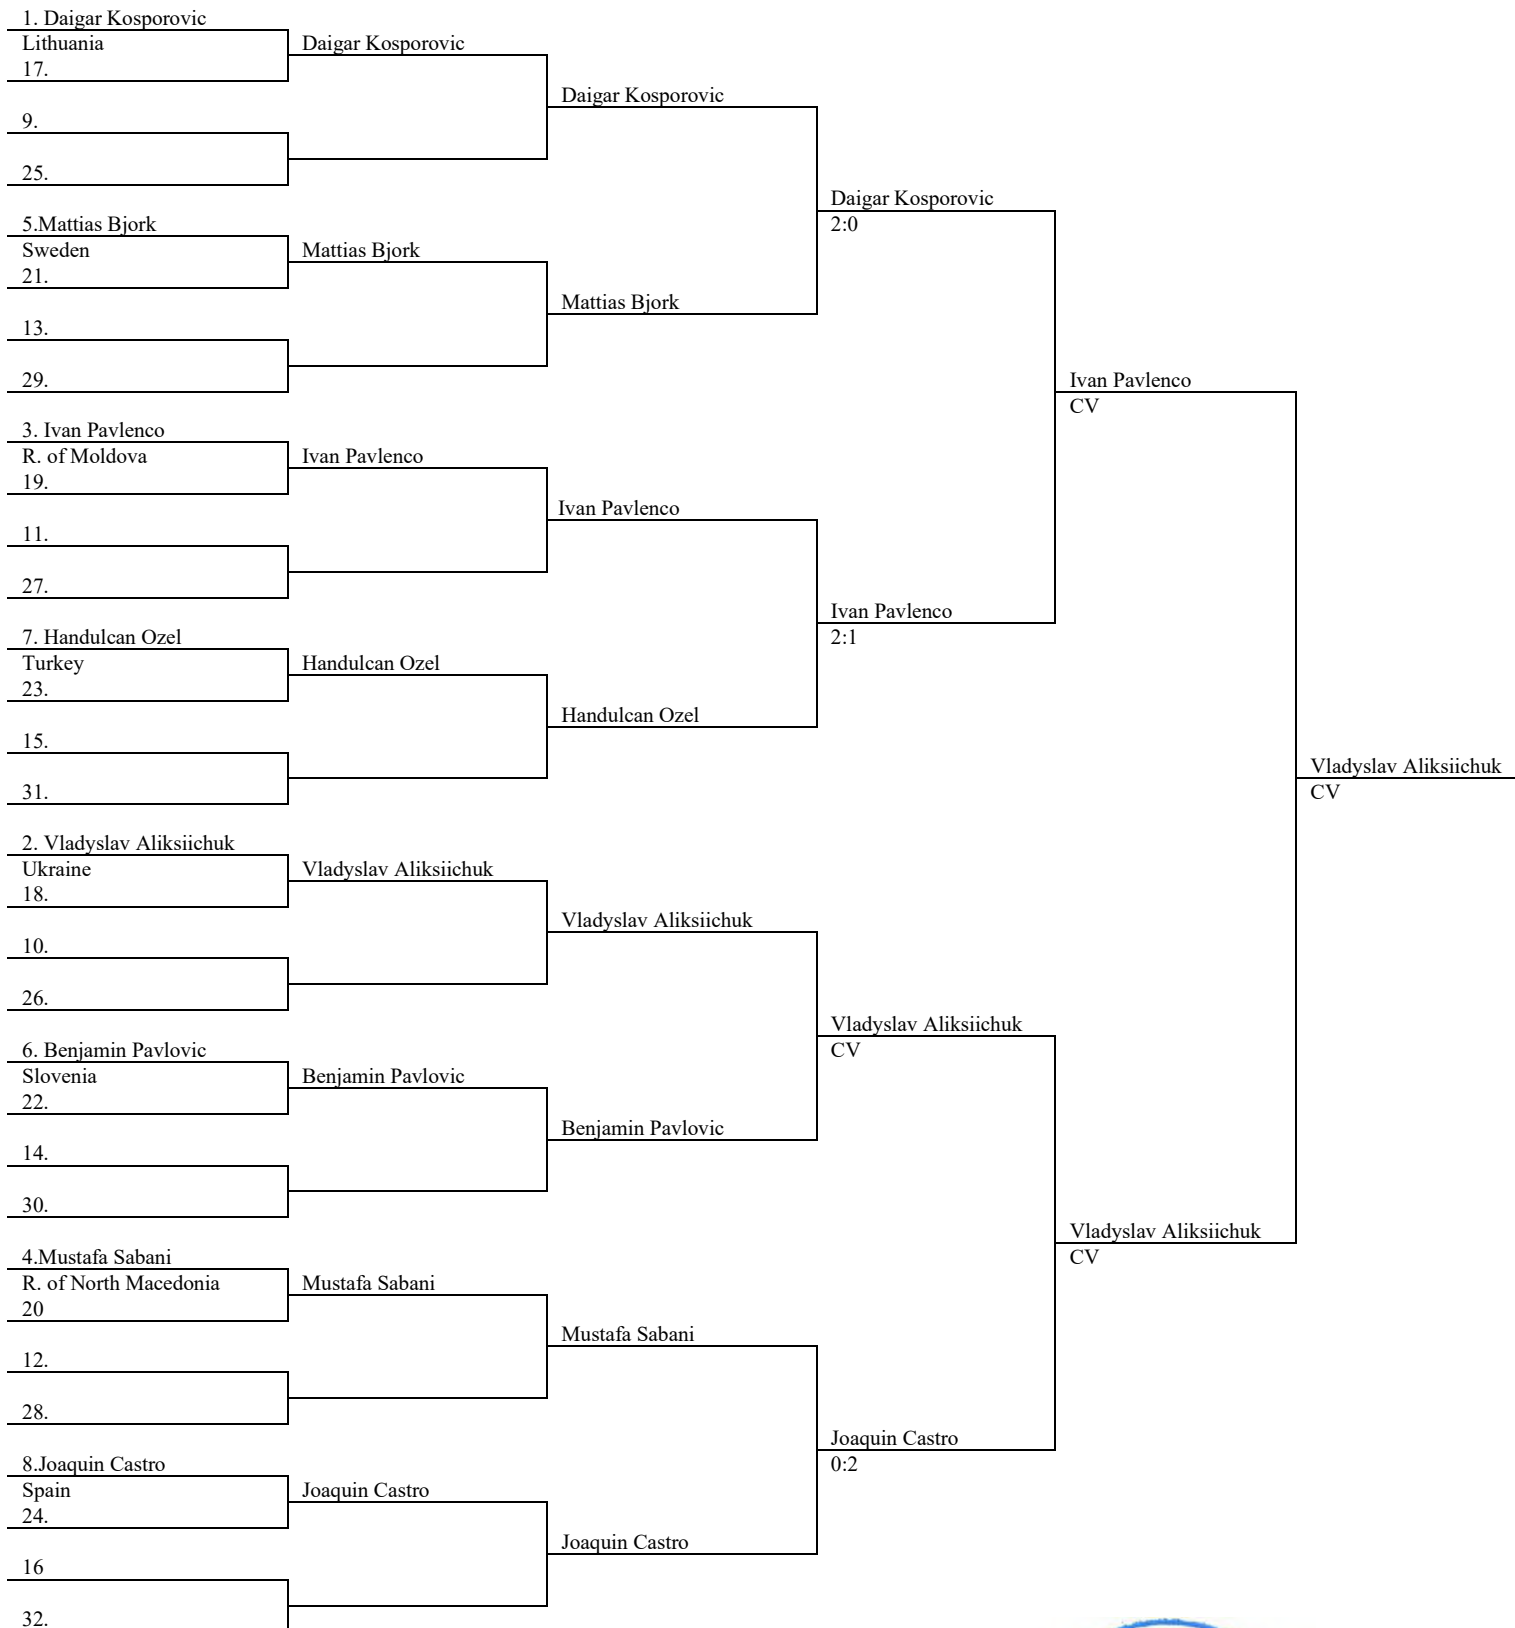 1. Daigar Kosporovic
Lithuania
17.
9.
25.
5.Mattias Bjork
Sweden
21.
13.
29.
3. Ivan Pavlenco
R. of Moldova
19.
11.
27.
7. Handulcan Ozel
Turkey
23.
15.
31.
2. Vladyslav Aliksiichuk
Ukraine
18.
10.
26.
6. Benjamin Pavlovic
Slovenia
22.
14.
30.
4.Mustafa Sabani
R. of North Macedonia
20
12.
28.
8.Joaquin Castro
Spain
24.
16
32.
Daigar Kosporovic
Mattias Bjork
Ivan Pavlenco
Handulcan Ozel
Vladyslav Aliksiichuk
Benjamin Pavlovic
Mustafa Sabani
Joaquin Castro
Daigar Kosporovic
Mattias Bjork
Ivan Pavlenco
Handulcan Ozel
Vladyslav Aliksiichuk
Benjamin Pavlovic
Mustafa Sabani
Joaquin Castro
Daigar Kosporovic
2:0
Ivan Pavlenco
2:1
Vladyslav Aliksiichuk
CV
Joaquin Castro
0:2
Ivan Pavlenco
CV
Vladyslav Aliksiichuk
CV
Vladyslav Aliksiichuk
CV